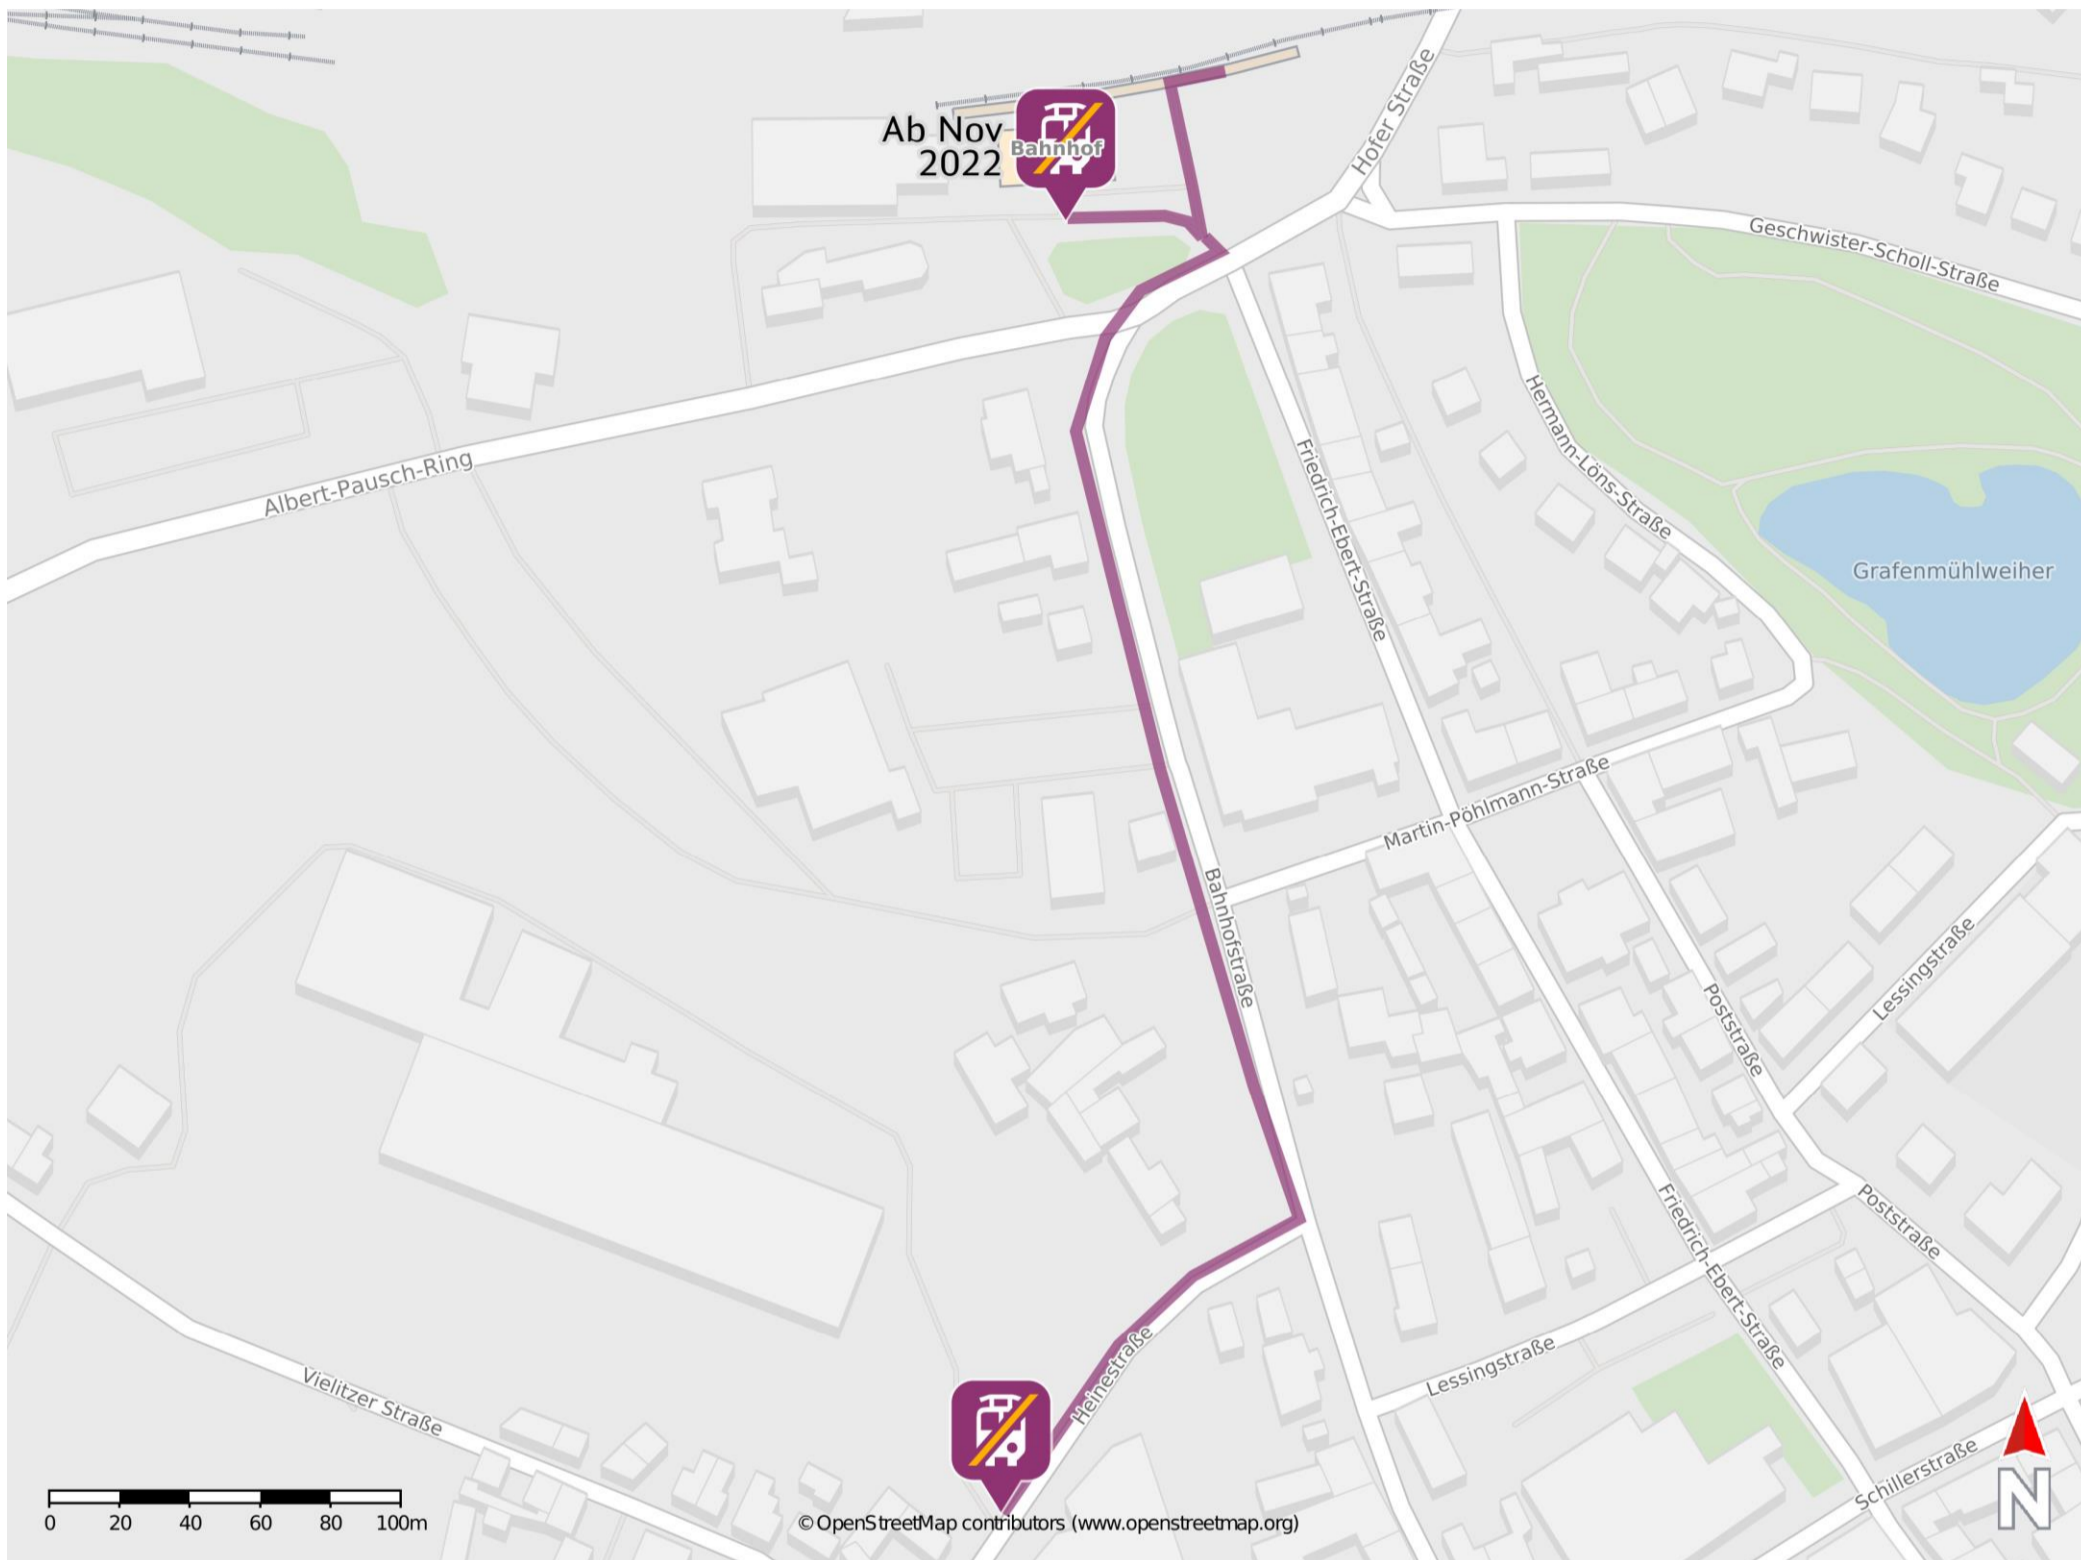 Hofer Straße
Ab Nov
2022
Bahnhof
Geschwister-Scholl-Straße
Albert-Pausch-Ring
Friedrich-Ebert-Straße
Hermann-Löns-Straße
Grafenmühlweiher
Martin-Pöhlmann-Straße
Bahnhofstraße
Lessingstraße
Poststraße
Poststraße
Friedrich-Ebert-Straße
Heinestraße
Lessingstraße
Vielitzer Straße
Schillerstraße
N
0 20 40 60 80 100m
© OpenStreetMap contributors (www.openstreetmap.org)